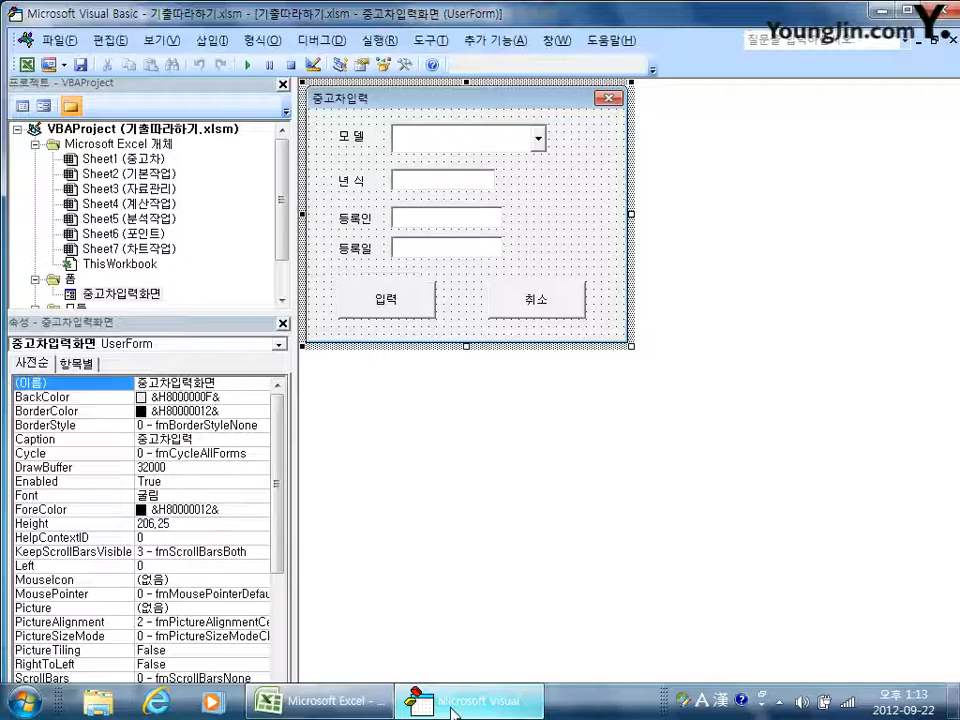 Microsoft Visual Basic - 기출따라하기.xlsm - [기출따라하기.xlsm - 중고차입력화면 (UserForm)]
YoungJin.com Y.
파일(F) 편집(E) 보기(V) 삽입(I) 형식(O) 디버그(D) 실행(R) 도구(T) 추가 기능(A) 창(W) 도움말(H)
프로젝트 - VBAProject
VBAProject (기출따라하기.xlsm)
Microsoft Excel 개체
Sheet1 (중고차)
Sheet2 (기본작업)
Sheet3 (자료관리)
Sheet4 (계산작업)
Sheet5 (분석작업)
Sheet6 (포인트)
Sheet7 (차트작업)
ThisWorkbook
폼
중고차입력화면
속성 - 중고차입력화면
중고차입력화면 UserForm
사전순 항목별
(이름) 중고차입력화면
BackColor &H8000000F&
BorderColor &H80000012&
BorderStyle 0 - fmBorderStyleNone
Caption 중고차입력
Cycle 0 - fmCycleAllForms
DrawBuffer 32000
Enabled True
Font 굴림
ForeColor &H80000012&
Height 206,25
HelpContextID 0
KeepScrollBarsVisible 3 - fmScrollBarsBoth
Left 0
MouseIcon (없음)
MousePointer 0 - fmMousePointerDefau
Picture (없음)
PictureAlignment 2 - fmPictureAlignmentCe
PictureSizeMode 0 - fmPictureSizeModeCl
PictureTiling False
RightToLeft False
ScrollBars 0 - fmScrollBarsNone
중고차입력
모 델
년 식
등록인
등록일
입력 취소
Microsoft Excel - ...
Microsoft Visual
A 漢
오후 1:13
2012-09-22